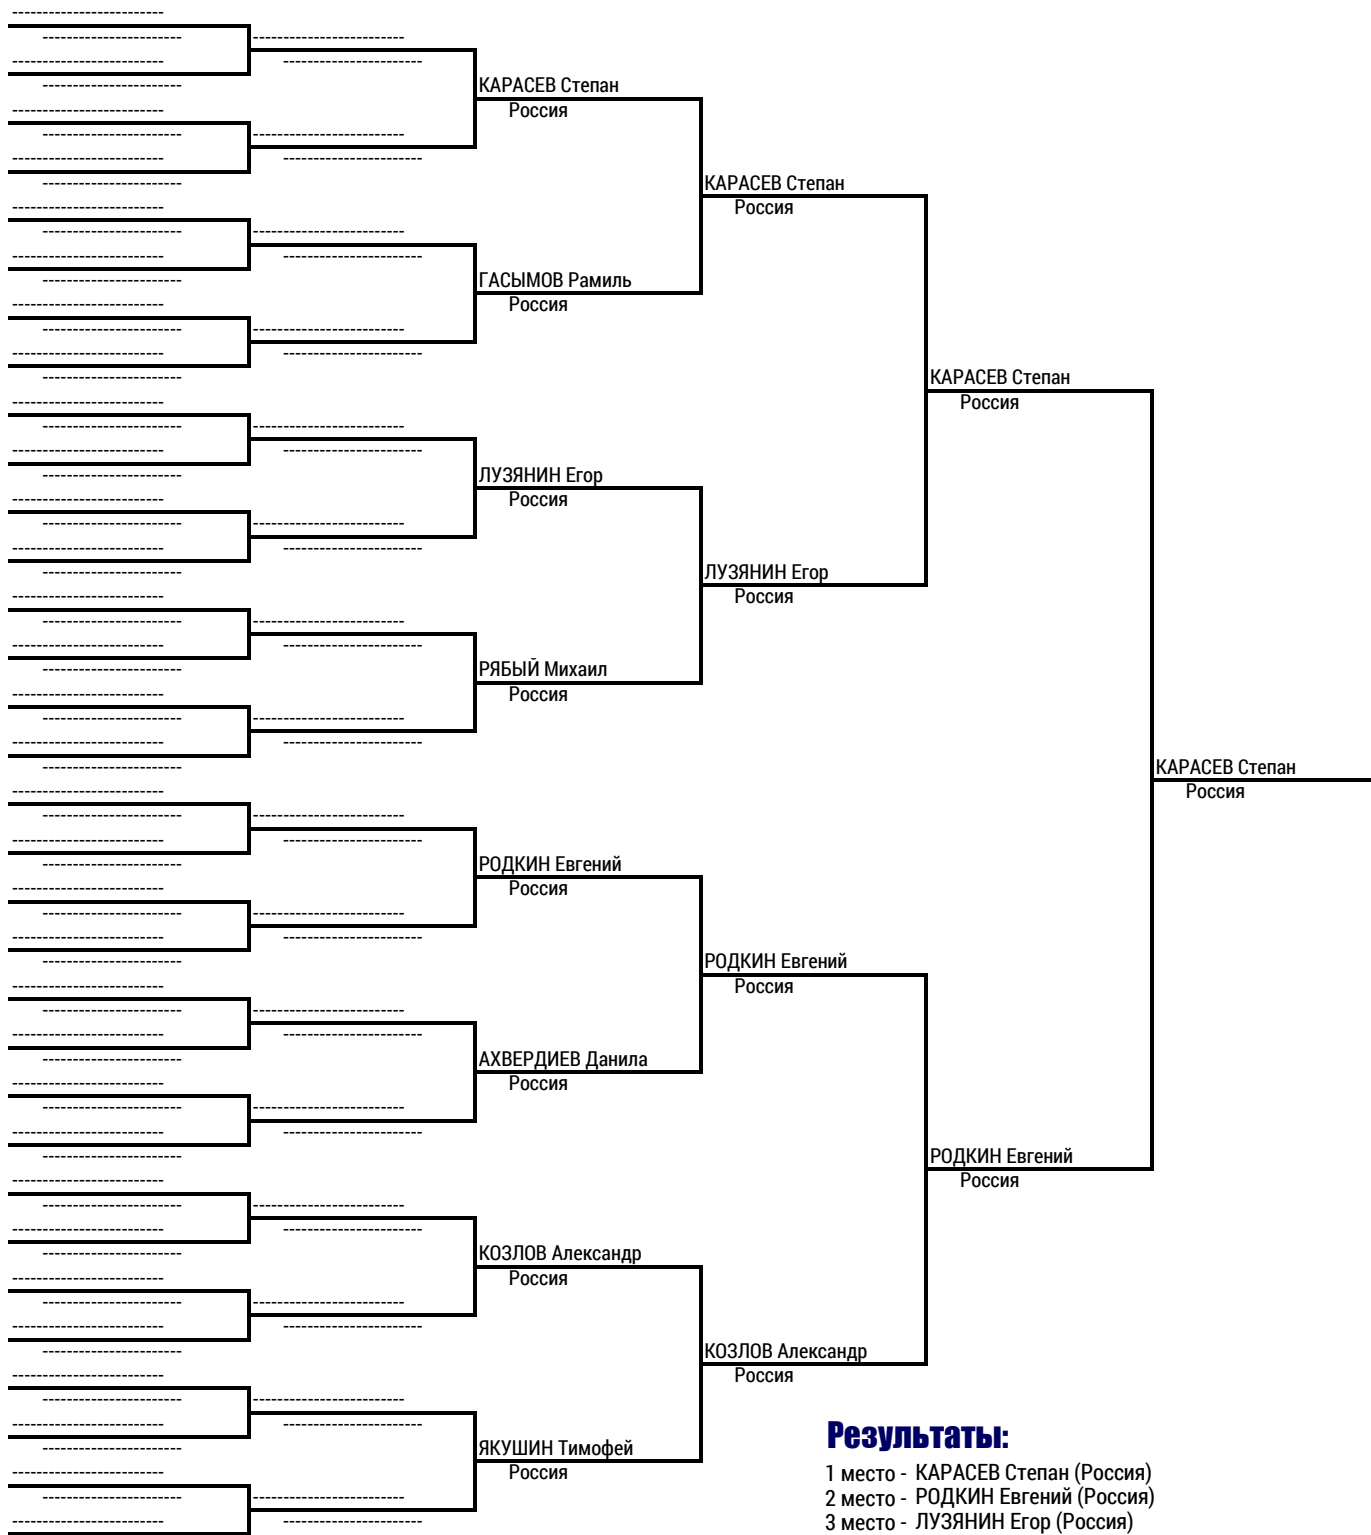 КАРАСЕВ Степан
Россия
КАРАСЕВ Степан
Россия
ГАСЫМОВ Рамиль
Россия
КАРАСЕВ Степан
Россия
ЛУЗЯНИН Егор
Россия
ЛУЗЯНИН Егор
Россия
РЯБЫЙ Михаил
Россия
КАРАСЕВ Степан
Россия
РОДКИН Евгений
Россия
РОДКИН Евгений
Россия
АХВЕРДИЕВ Данила
Россия
РОДКИН Евгений
Россия
КОЗЛОВ Александр
Россия
КОЗЛОВ Александр
Россия
ЯКУШИН Тимофей
Россия
Результаты:
1 место - КАРАСЕВ Степан (Россия)
2 место - РОДКИН Евгений (Россия)
3 место - ЛУЗЯНИН Егор (Россия)